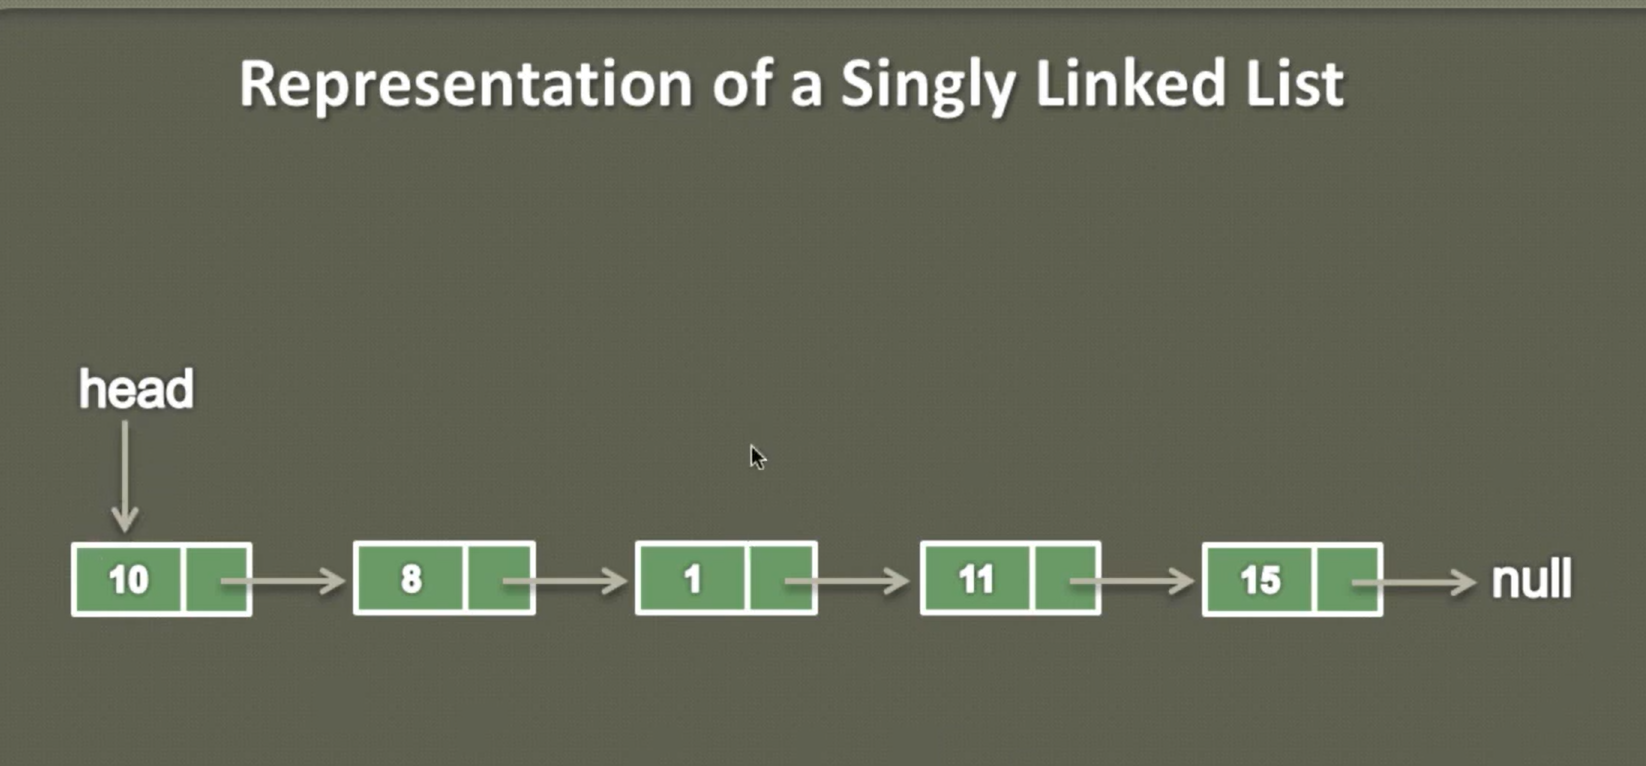 Representation of a Singly Linked List
head
10 8 1 11 15 null